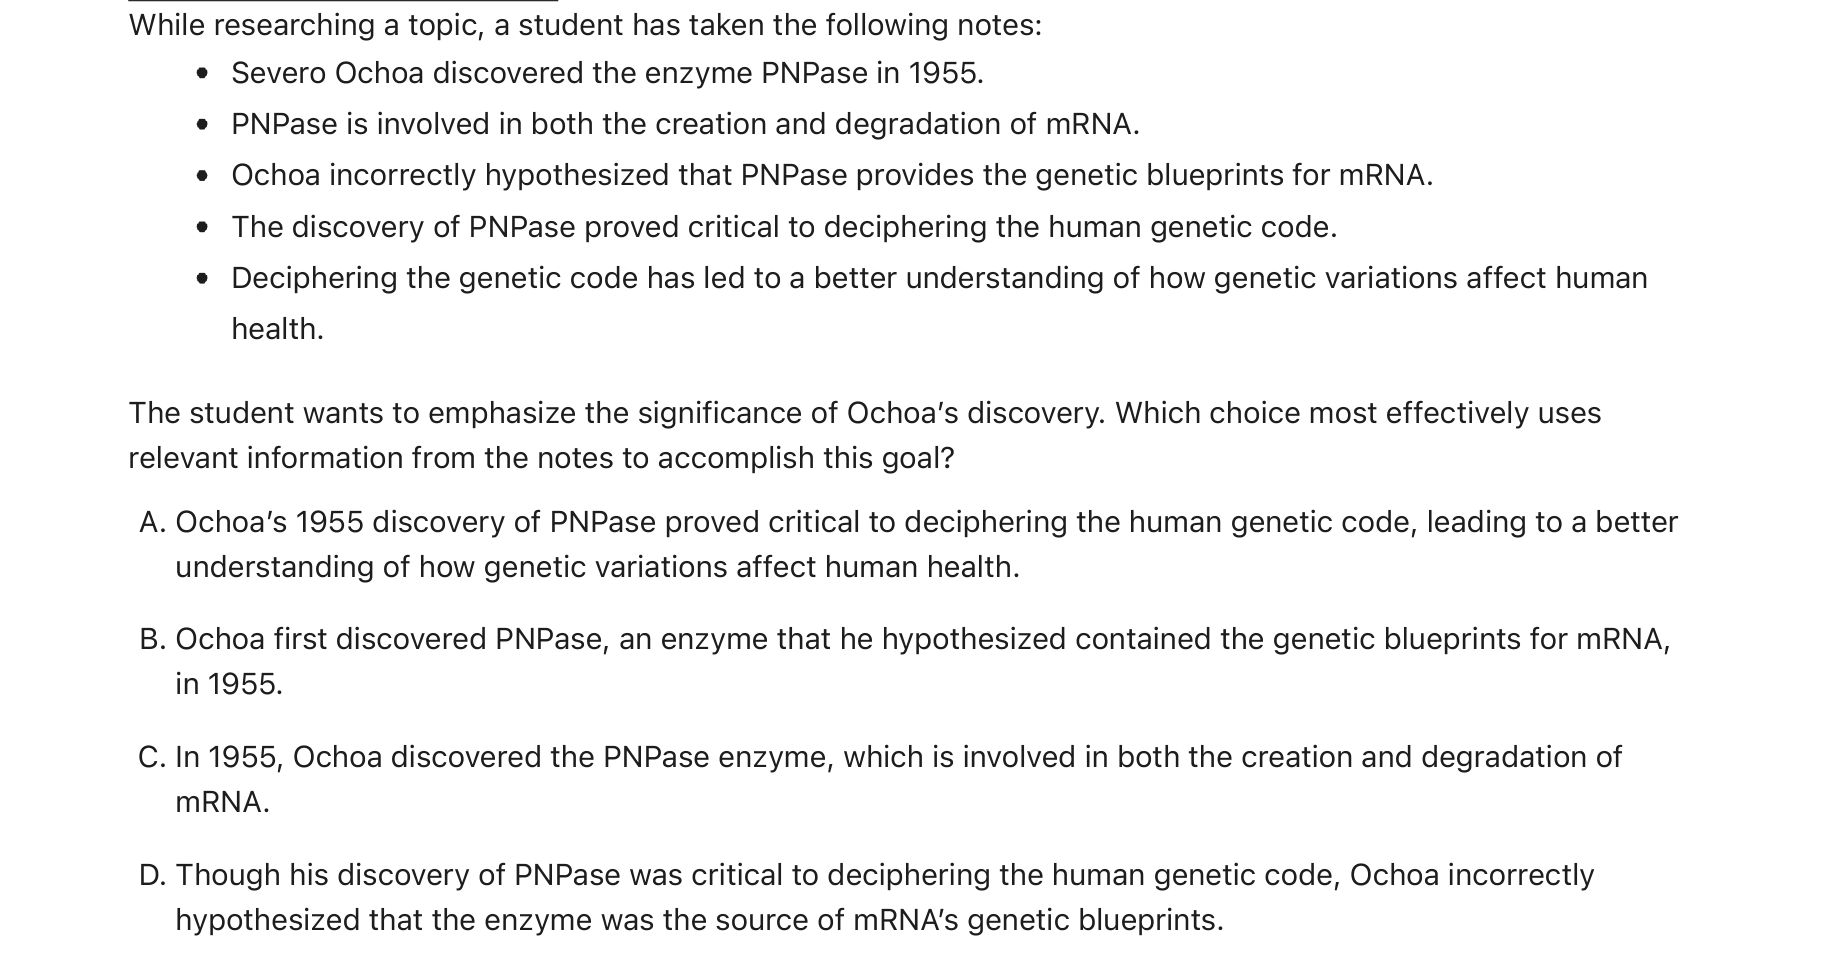 While researching a topic, a student has taken the following notes:
• Severo Ochoa discovered the enzyme PNPase in 1955.
• PNPase is involved in both the creation and degradation of mRNA.
• Ochoa incorrectly hypothesized that PNPase provides the genetic blueprints for mRNA.
• The discovery of PNPase proved critical to deciphering the human genetic code.
• Deciphering the genetic code has led to a better understanding of how genetic variations affect human
health.
The student wants to emphasize the significance of Ochoa’s discovery. Which choice most effectively uses
relevant information from the notes to accomplish this goal?
A. Ochoa’s 1955 discovery of PNPase proved critical to deciphering the human genetic code, leading to a better
understanding of how genetic variations affect human health.
B. Ochoa first discovered PNPase, an enzyme that he hypothesized contained the genetic blueprints for mRNA,
in 1955.
C. In 1955, Ochoa discovered the PNPase enzyme, which is involved in both the creation and degradation of
mRNA.
D. Though his discovery of PNPase was critical to deciphering the human genetic code, Ochoa incorrectly
hypothesized that the enzyme was the source of mRNA’s genetic blueprints.